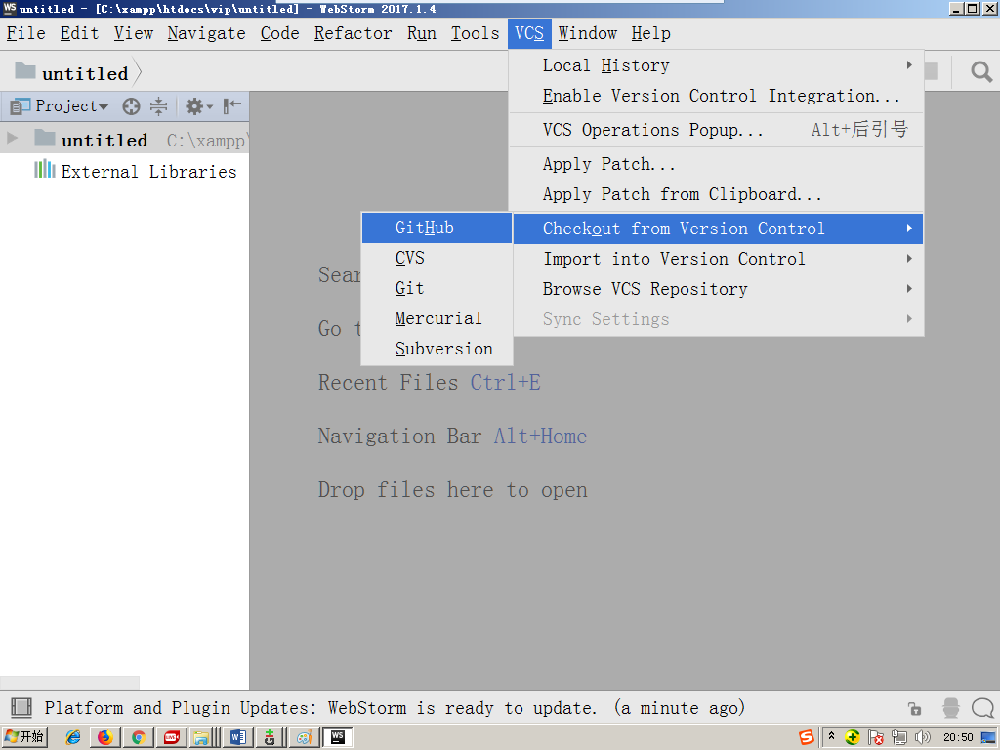 untitled - [C:\xampp\htdocs\vip\untitled] - WebStorm 2017.1.4
File Edit View Navigate Code Refactor Run Tools VCS Window Help
untitled
Project
untitled C:\xampp\
External Libraries
Local History
Enable Version Control Integration...
VCS Operations Popup... Alt+后引号
Apply Patch...
Apply Patch from Clipboard...
Checkout from Version Control
Import into Version Control
Browse VCS Repository
Sync Settings
GitHub
CVS
Git
Mercurial
Subversion
Sear
Go t
Recent Files Ctrl+E
Navigation Bar Alt+Home
Drop files here to open
Platform and Plugin Updates: WebStorm is ready to update. (a minute ago)
开始 LIVE W WS S 20:50